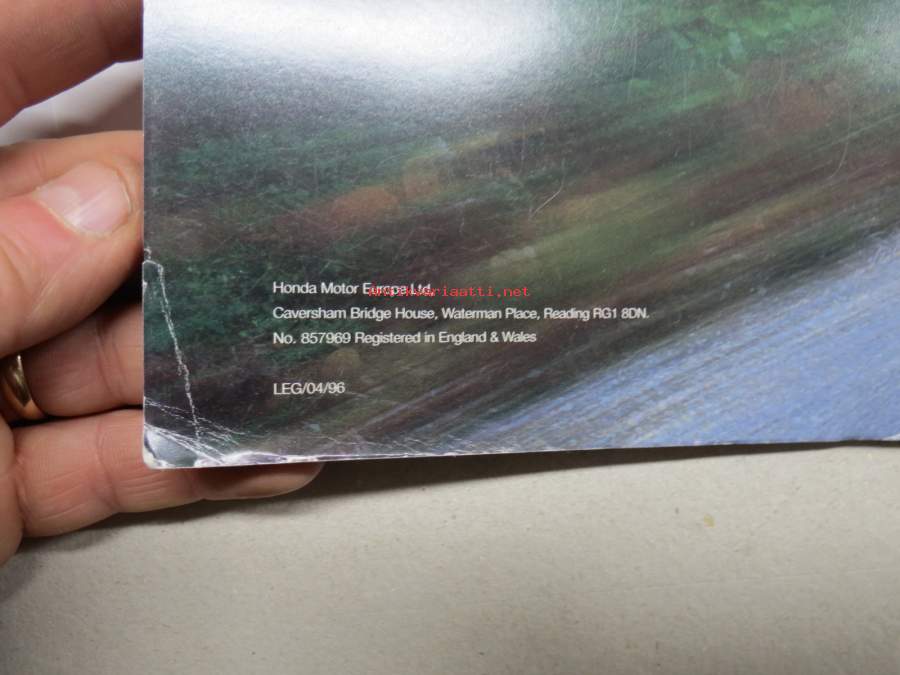 Honda Motor Europe Ltd.
antikvariaatti.net
Caversham Bridge House, Waterman Place, Reading RG1 8DN.
No. 857969 Registered in England & Wales
LEG/04/96